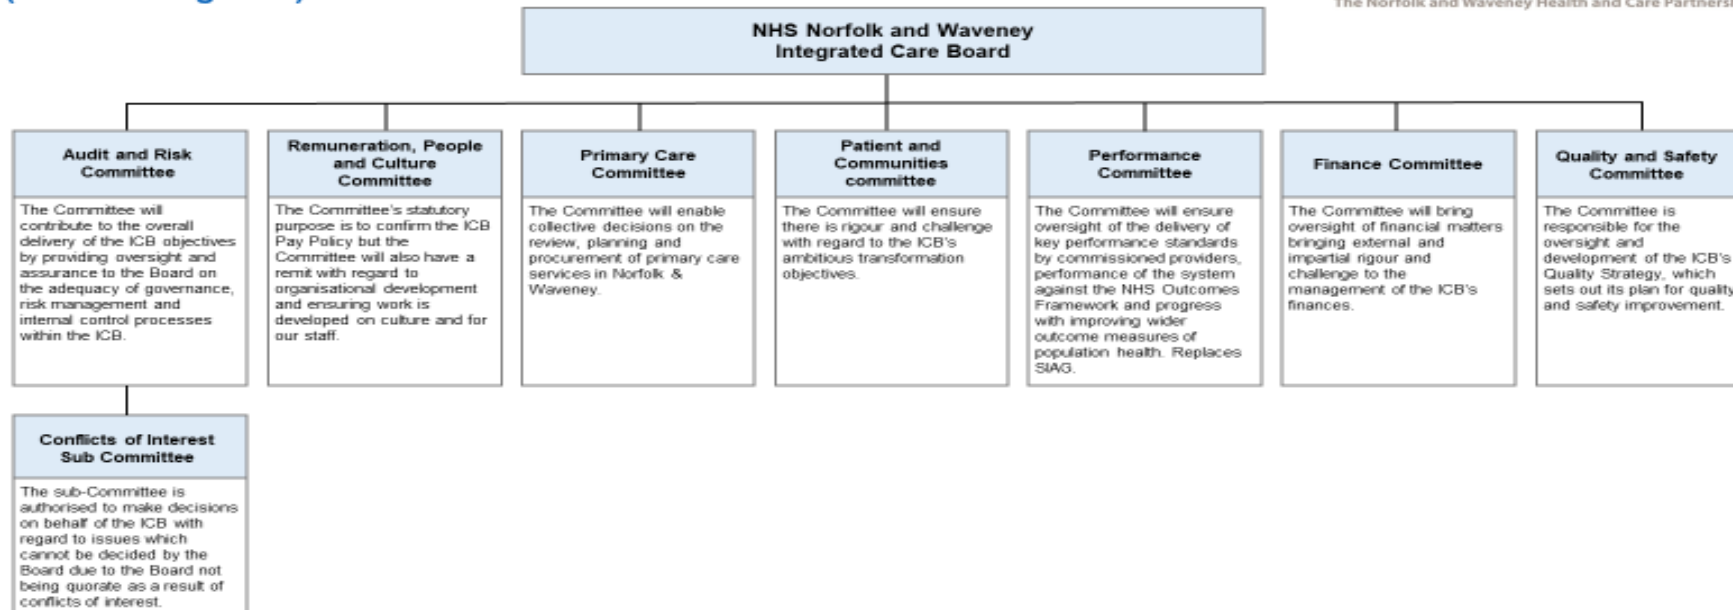 The Norfolk and Waveney Health and Care Partners
NHS Norfolk and Waveney
Integrated Care Board
Audit and Risk
Committee
The Committee will
contribute to the overall
delivery of the ICB objectives
by providing oversight and
assurance to the Board on
the adequacy of governance,
risk management and
internal control processes
within the ICB.
Remuneration, People
and Culture
Committee
The Committee's statutory
purpose is to confirm the ICB
Pay Policy but the
Committee will also have a
remit with regard to
organisational development
and ensuring work is
developed on culture and for
our staff.
Primary Care
Committee
The Committee will enable
collective decisions on the
review, planning and
procurement of primary care
services in Norfolk &
Waveney.
Patient and
Communities
committee
The Committee will ensure
there is rigour and challenge
with regard to the ICB's
ambitious transformation
objectives.
Performance
Committee
The Committee will ensure
oversight of the delivery of
key performance standards
by commissioned providers,
performance of the system
against the NHS Outcomes
Framework and progress
with improving wider
outcome measures of
population health. Replaces
SIAG.
Finance Committee
The Committee will bring
oversight of financial matters
bringing external and
impartial rigour and
challenge to the
management of the ICB's
finances.
Quality and Safety
Committee
The Committee is
responsible for the
oversight and
development of the ICB's
Quality Strategy, which
sets out its plan for quality
and safety improvement.
Conflicts of Interest
Sub Committee
The sub-Committee is
authorised to make decisions
on behalf of the ICB with
regard to issues which
cannot be decided by the
Board due to the Board not
being quorate as a result of
conflicts of interest.